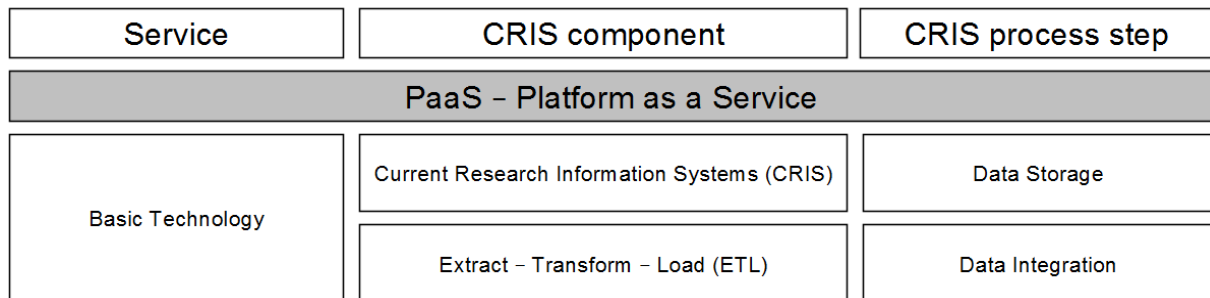 Service
CRIS component
CRIS process step
PaaS – Platform as a Service
Basic Technology
Current Research Information Systems (CRIS)
Data Storage
Extract – Transform – Load (ETL)
Data Integration